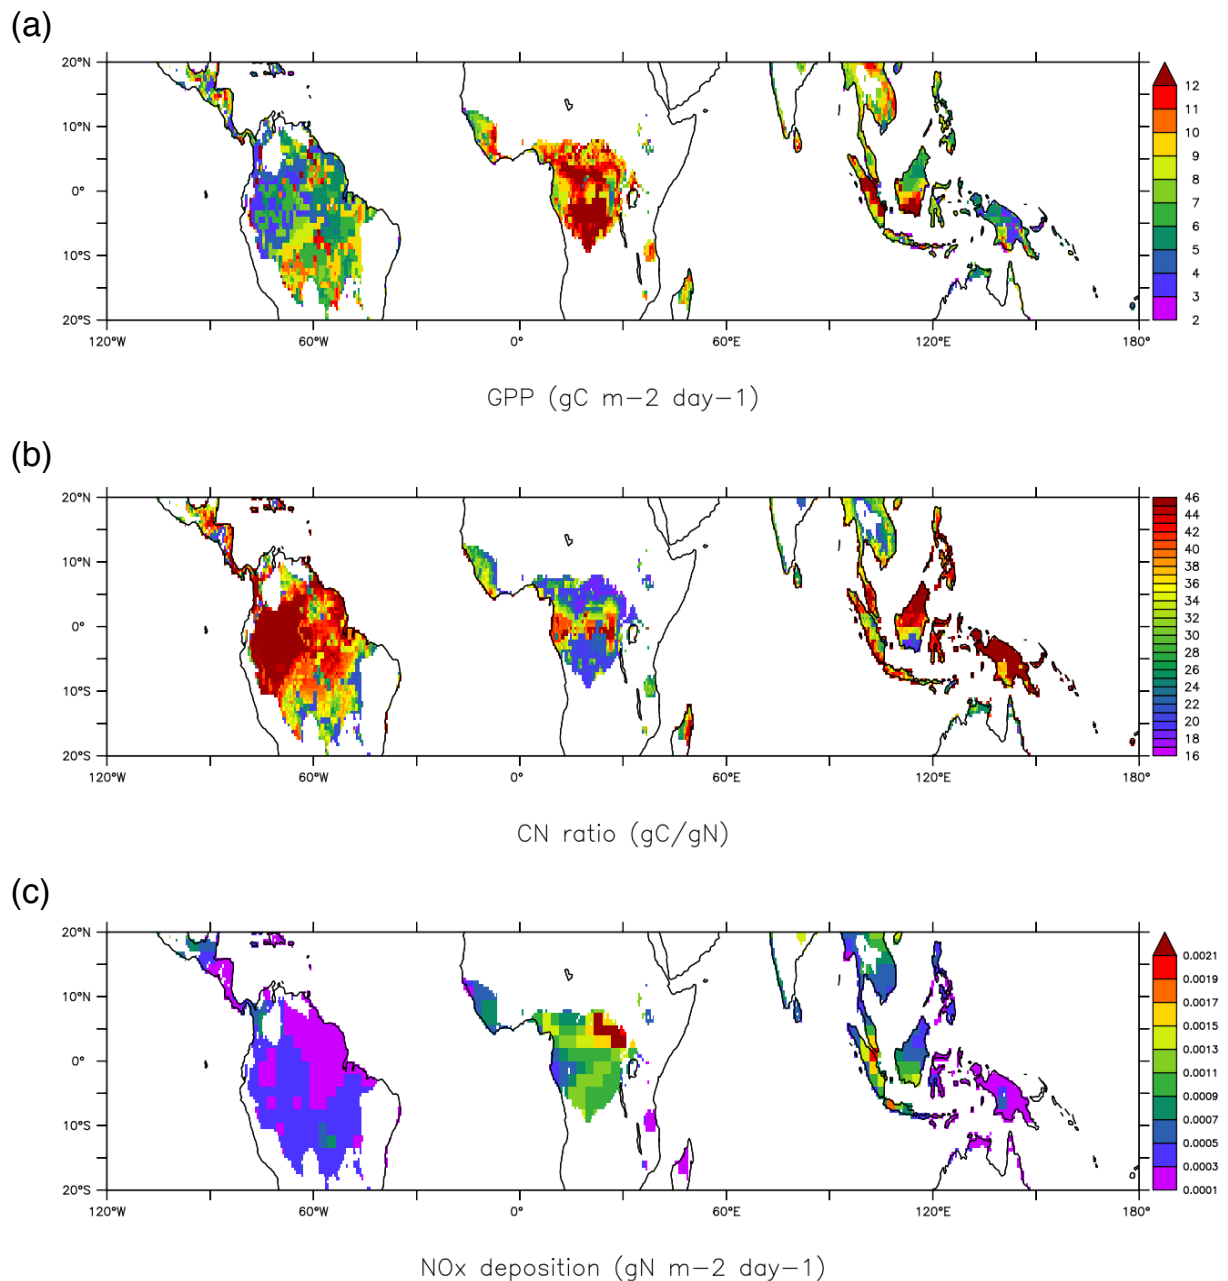 (a)
20°N
10°N
0°
10°S
20°S
120°W
60°W
0°
60°E
120°E
180°
12
11
10
9
8
7
6
5
4
3
2
GPP (gC m-2 day-1)
(b)
20°N
10°N
0°
10°S
20°S
120°W
60°W
0°
60°E
120°E
180°
46
44
42
40
38
36
34
32
30
28
26
24
22
20
18
16
CN ratio (gC/gN)
(c)
20°N
10°N
0°
10°S
20°S
120°W
60°W
0°
60°E
120°E
180°
0.0021
0.0019
0.0017
0.0015
0.0013
0.0011
0.0009
0.0007
0.0005
0.0003
0.0001
NOx deposition (gN m-2 day-1)